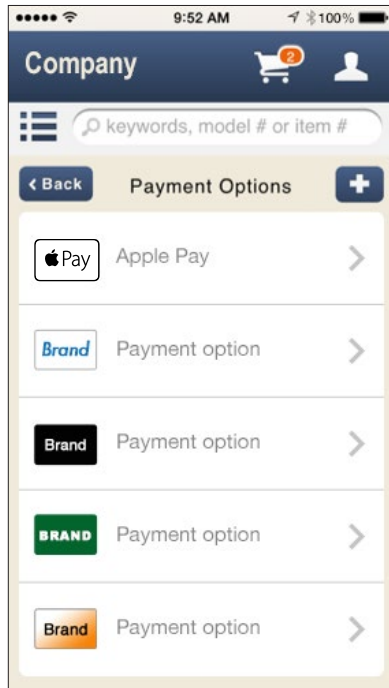 9:52 AM 100%
Company 2
keywords, model # or item #
Back Payment Options +
Pay Apple Pay
Brand Payment option
Brand Payment option
BRAND Payment option
Brand Payment option